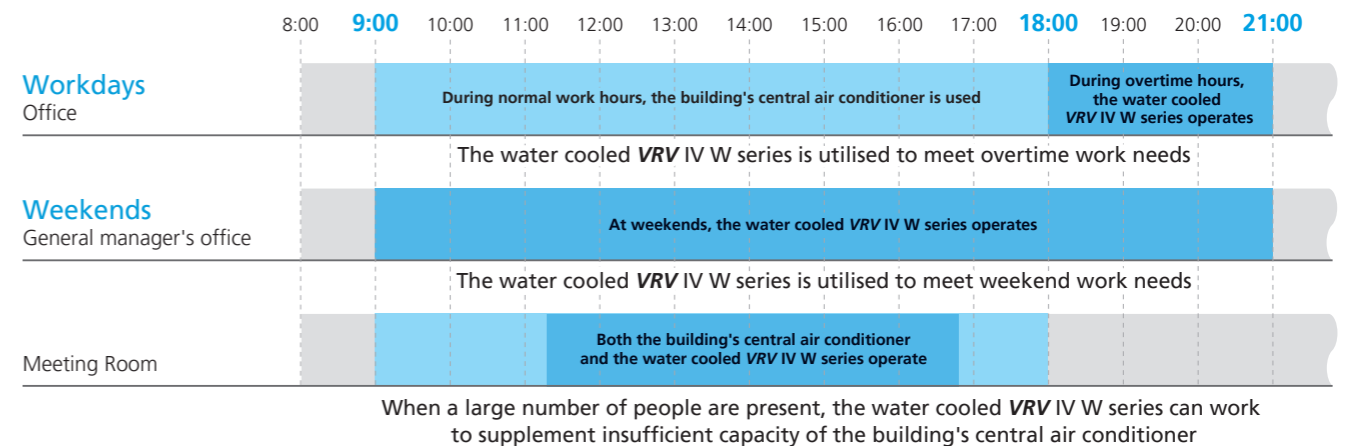 8:00 9:00 10:00 11:00 12:00 13:00 14:00 15:00 16:00 17:00 18:00 19:00 20:00 21:00
Workdays
Office
During normal work hours, the building's central air conditioner is used
During overtime hours,
the water cooled
VRV IV W series operates
The water cooled VRV IV W series is utilised to meet overtime work needs
Weekends
General manager's office
At weekends, the water cooled VRV IV W series operates
The water cooled VRV IV W series is utilised to meet weekend work needs
Meeting Room
Both the building's central air conditioner
and the water cooled VRV IV W series operate
When a large number of people are present, the water cooled VRV IV W series can work
to supplement insufficient capacity of the building's central air conditioner